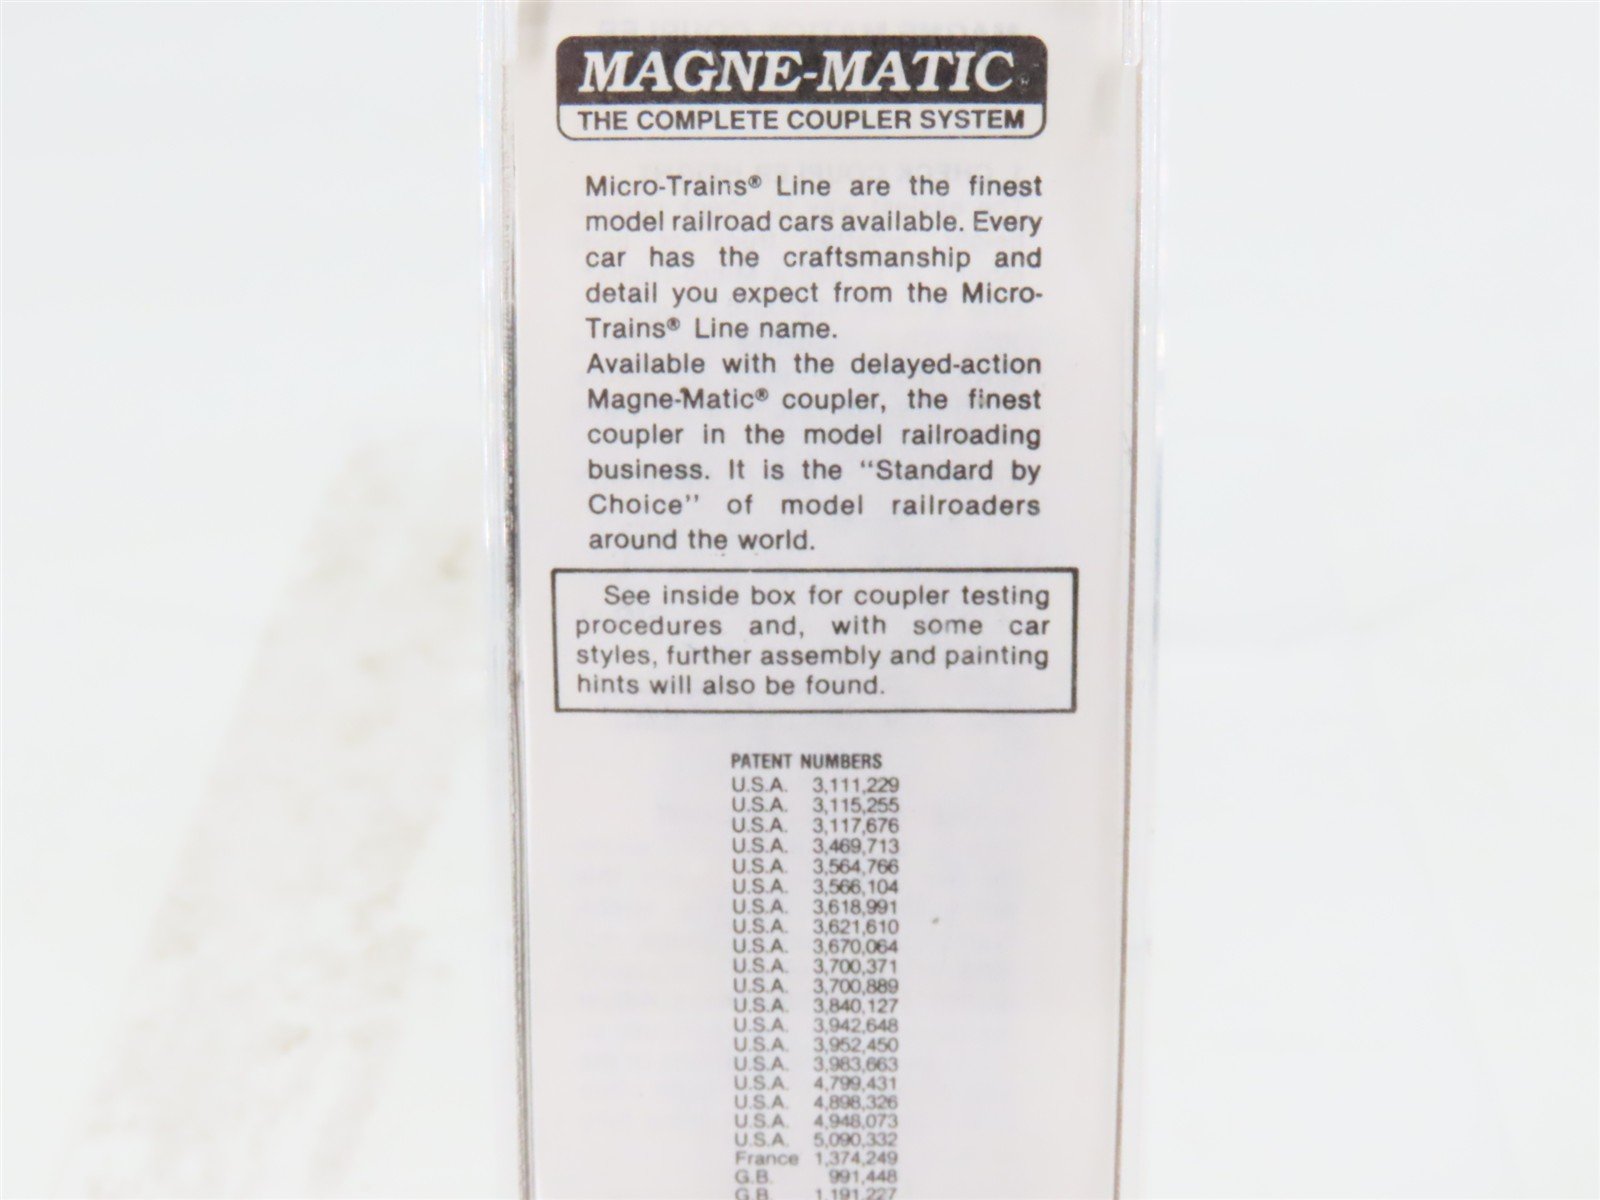 MAGNE-MATIC®
THE COMPLETE COUPLER SYSTEM
Micro-Trains® Line are the finest
model railroad cars available. Every
car has the craftsmanship and
detail you expect from the Micro-
Trains® Line name.
Available with the delayed-action
Magne-Matic® coupler, the finest
coupler in the model railroading
business. It is the "Standard by
Choice" of model railroaders
around the world.
See inside box for coupler testing
procedures and, with some car
styles, further assembly and painting
hints will also be found.
PATENT NUMBERS
U.S.A. 3,111,229
U.S.A. 3,115,255
U.S.A. 3,117,676
U.S.A. 3,469,713
U.S.A. 3,564,766
U.S.A. 3,566,104
U.S.A. 3,618,991
U.S.A. 3,621,610
U.S.A. 3,670,064
U.S.A. 3,700,371
U.S.A. 3,700,889
U.S.A. 3,840,127
U.S.A. 3,942,648
U.S.A. 3,952,450
U.S.A. 3,983,663
U.S.A. 4,799,431
U.S.A. 4,898,326
U.S.A. 4,948,073
U.S.A. 5,090,332
France 1,374,249
G.B. 991,448
G.B. 1,191,227